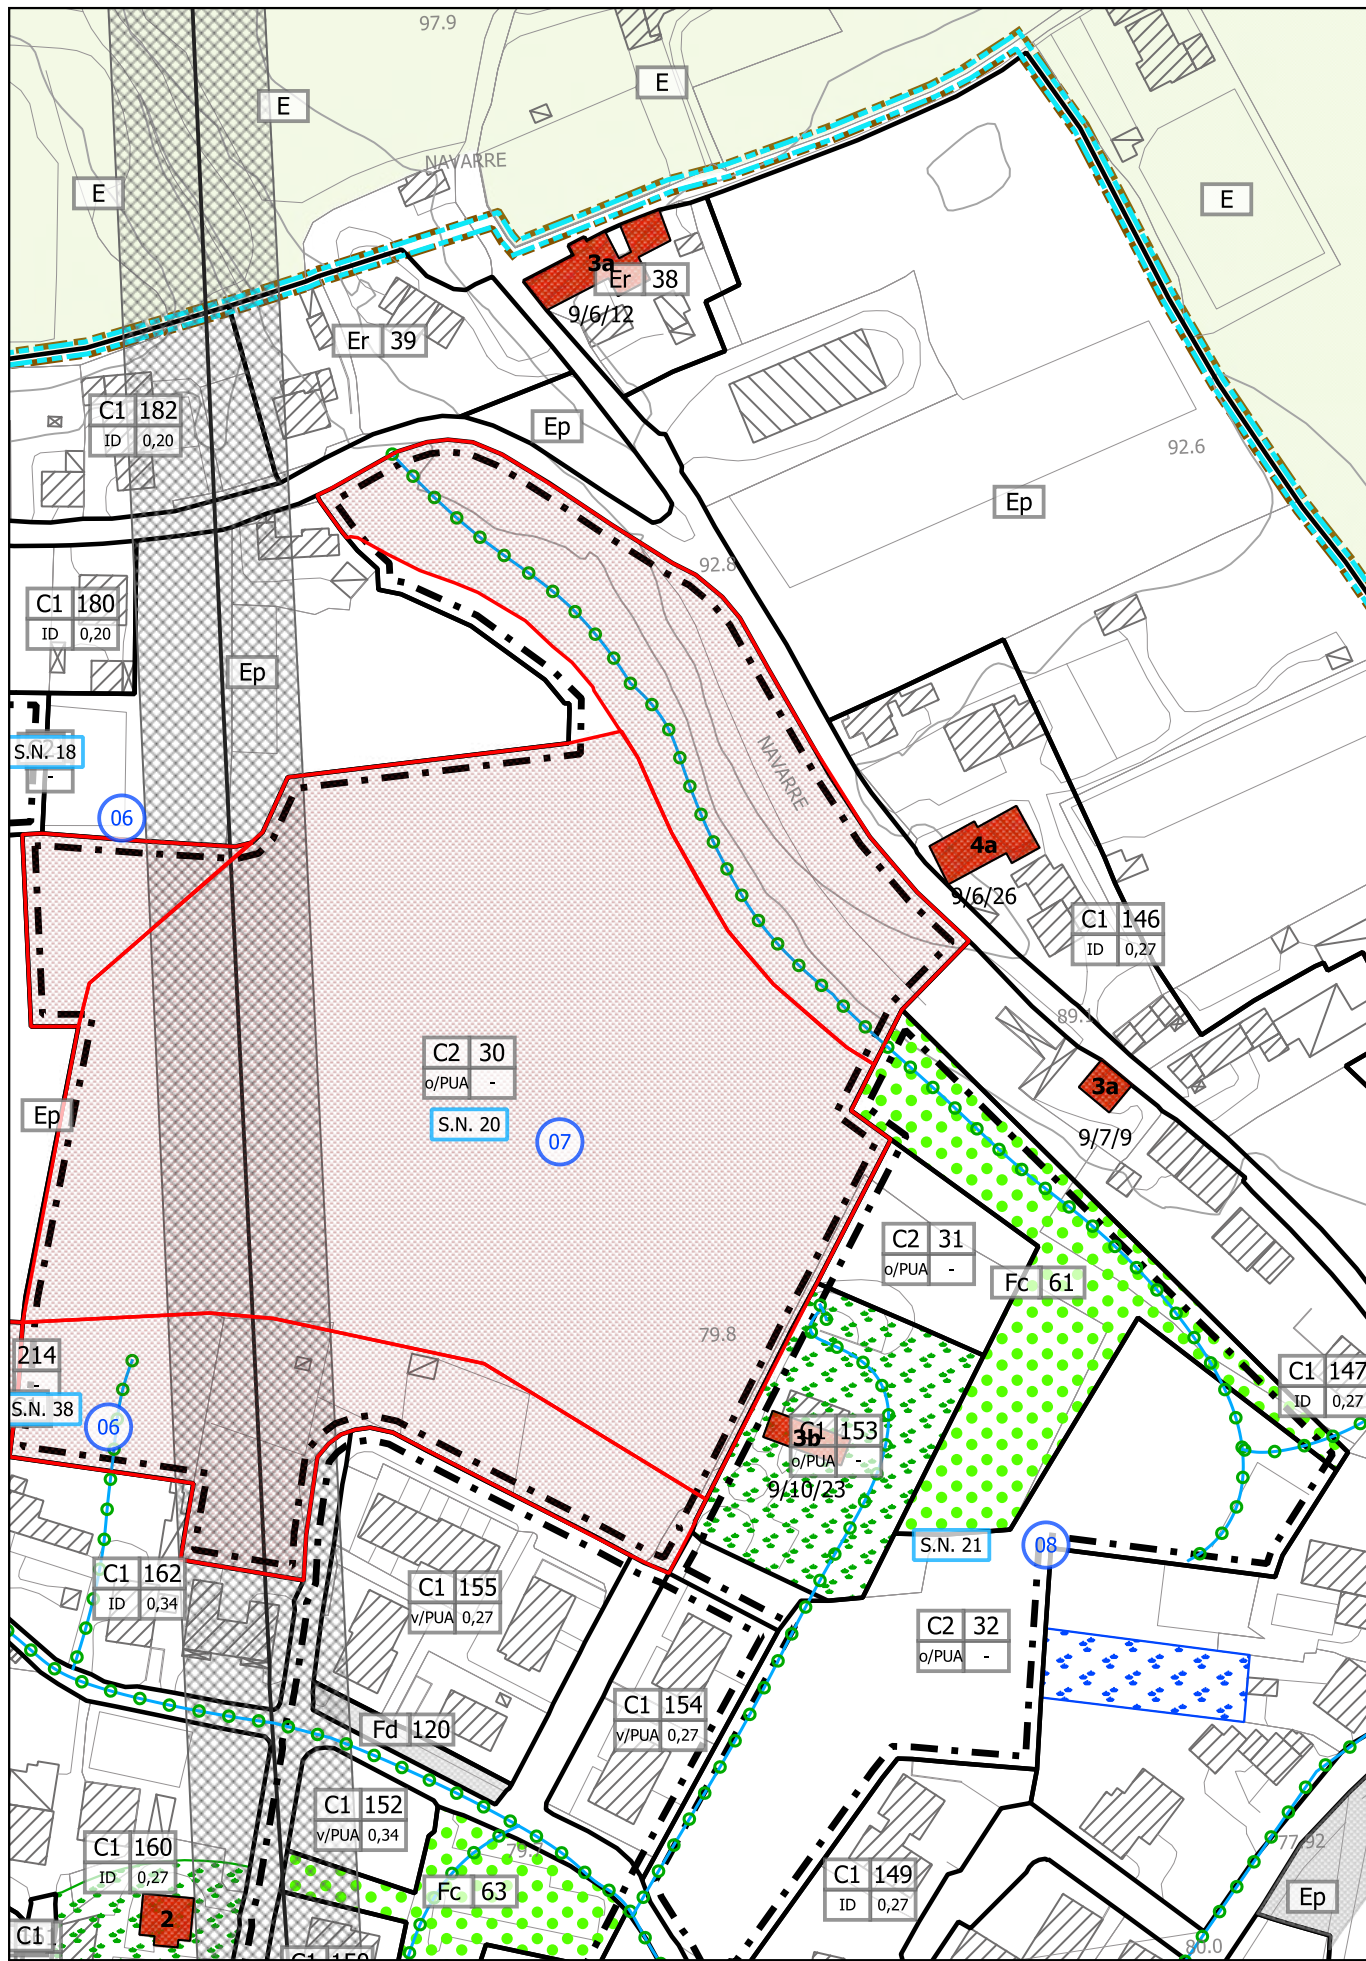 97.9
E
E
NAVARRE
E
E
3a
Er 38
9/6/12
Er 39
C1 182
ID 0,20
Ep
92.6
Ep
92.8
C1 180
ID 0,20
Ep
S.N. 18
-
06
NAVARRE
4a
9/6/26
C1 146
ID 0,27
89.1
C2 30
o/PUA -
S.N. 20
07
Ep
3a
9/7/9
C2 31
o/PUA -
Fc 61
79.8
214
-
S.N. 38
06
C1 147
ID 0,27
C1 153
3b
o/PUA -
9/10/23
S.N. 21
08
C1 162
ID 0,34
C1 155
v/PUA 0,27
C2 32
o/PUA -
C1 154
v/PUA 0,27
Fd 120
C1 152
v/PUA 0,34
C1 160
ID 0,27
77.92
C1 149
ID 0,27
Fc 63
Ep
2
C1
80.0